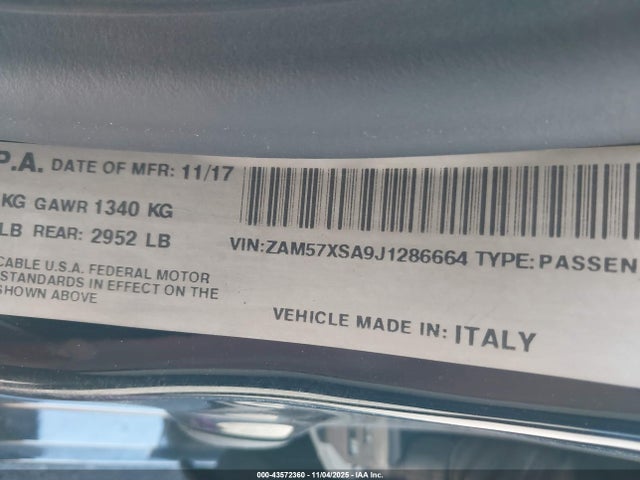 P.A. DATE OF MFR: 11/17
KG GAWR 1340 KG
LB REAR: 2952 LB
VIN:ZAM57XSA9J1286664 TYPE:PASSEN
CABLE U.S.A. FEDERAL MOTOR
STANDARDS IN EFFECT ON THE
SHOWN ABOVE
VEHICLE MADE IN: ITALY
000-43572360 - 11/04/2025 - IAA Inc.